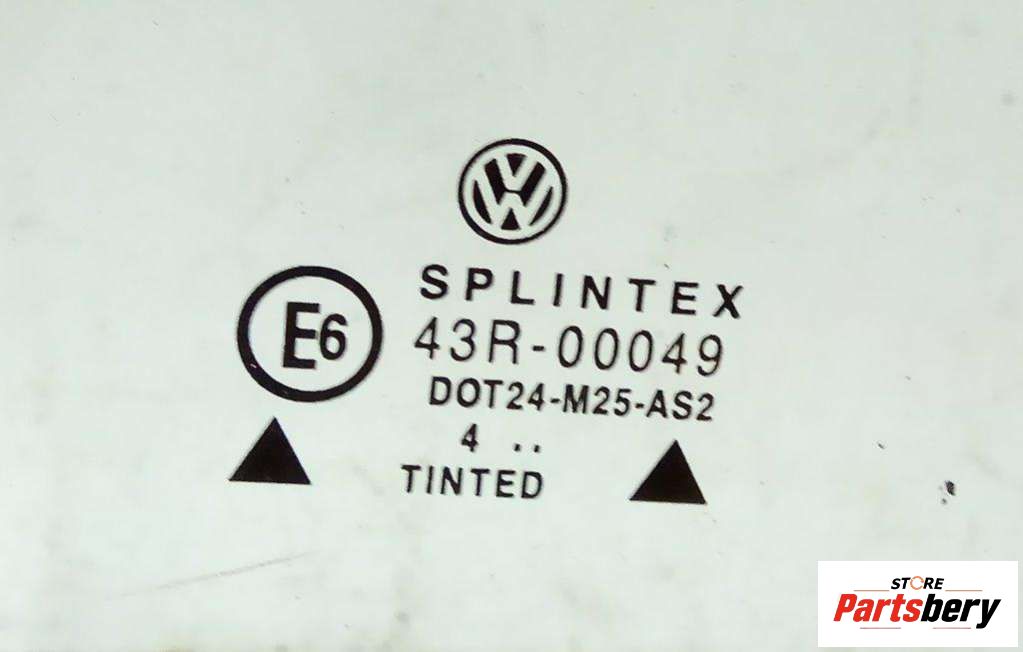 VW
SPLINTEX
E6
43R-00049
DOT24-M25-AS2
4 ..
TINTED
STORE
Partsbery